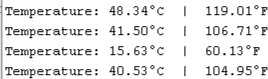 Temperature: 48.34°C | 119.01°F
Temperature: 41.50°C | 106.71°F
Temperature: 15.63°C | 60.13°F
Temperature: 40.53°C | 104.95°F